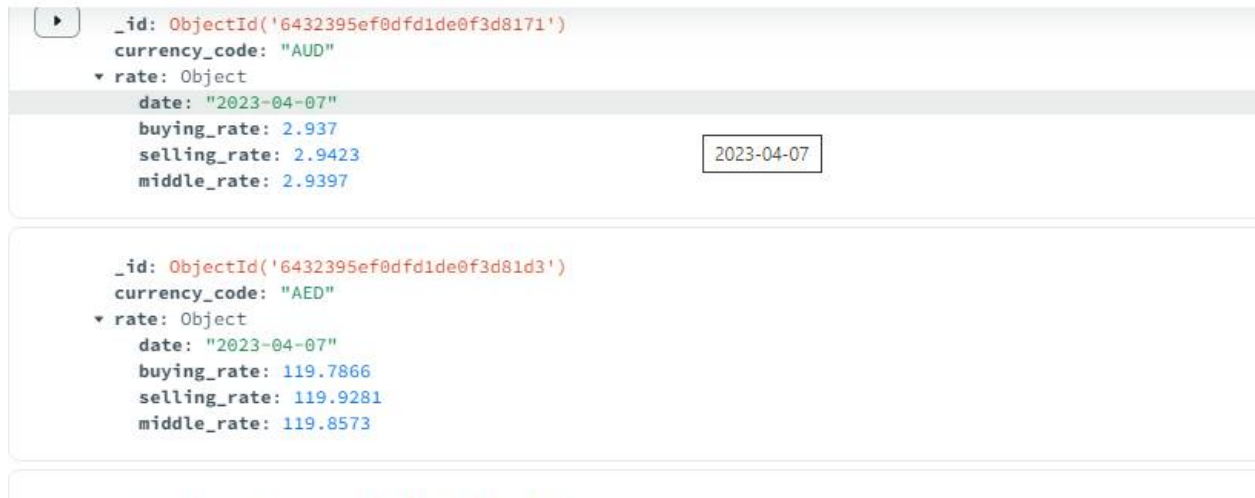 _id: ObjectId('6432395ef0dfd1de0f3d8171')
currency_code: "AUD"
rate: Object
date: "2023-04-07"
buying_rate: 2.937
selling_rate: 2.9423
2023-04-07
middle_rate: 2.9397
_id: ObjectId('6432395ef0dfd1de0f3d81d3')
currency_code: "AED"
rate: Object
date: "2023-04-07"
buying_rate: 119.7866
selling_rate: 119.9281
middle_rate: 119.8573